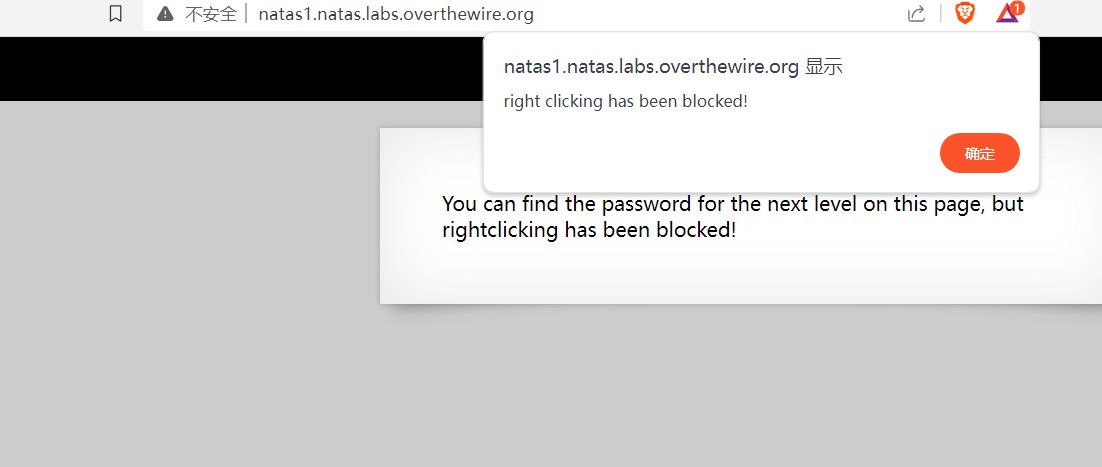 不安全 natas1.natas.labs.overthewire.org
1
natas1.natas.labs.overthewire.org 显示
right clicking has been blocked!
确定
You can find the password for the next level on this page, but
rightclicking has been blocked!